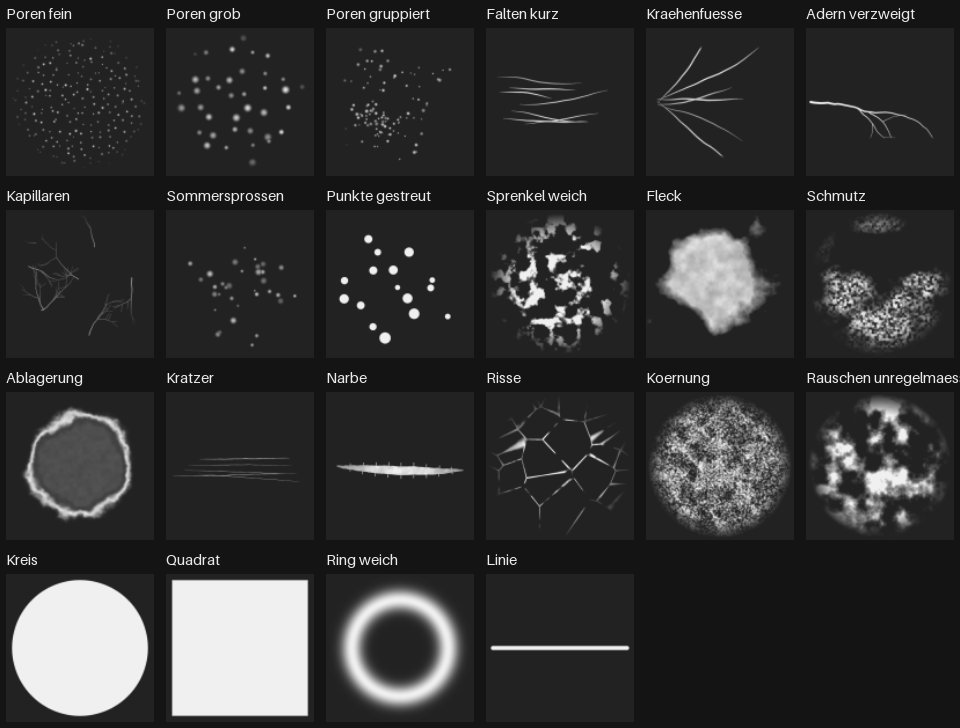 Poren fein
Poren grob
Poren gruppiert
Falten kurz
Kraehenfuesse
Adern verzweigt
Kapillaren
Sommersprossen
Punkte gestreut
Sprenkel weich
Fleck
Schmutz
Ablagerung
Kratzer
Narbe
Risse
Koernung
Rauschen unregelmaes
Kreis
Quadrat
Ring weich
Linie